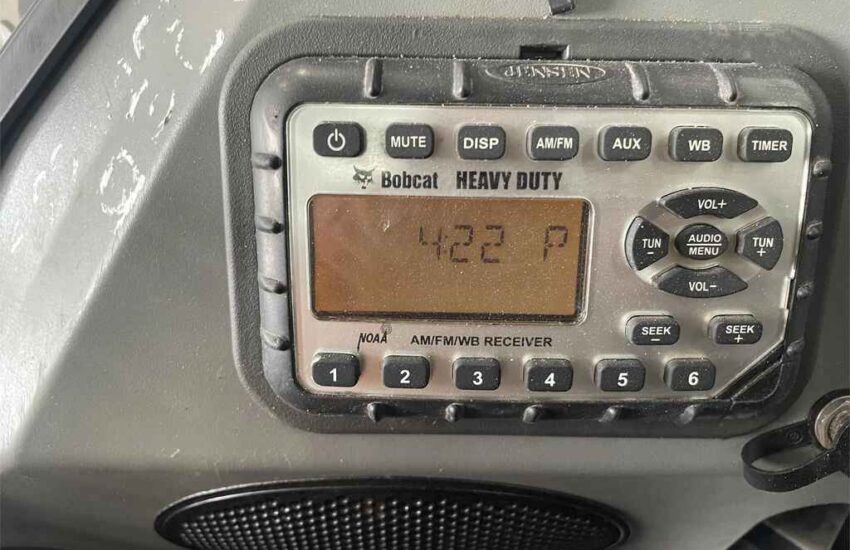 JENSEN
MUTE DISP AM/FM AUX WB TIMER
Bobcat HEAVY DUTY
VOL+
422 P
TUN - AUDIO MENU TUN +
VOL-
SEEK - SEEK +
NOAA AM/FM/WB RECEIVER
1 2 3 4 5 6